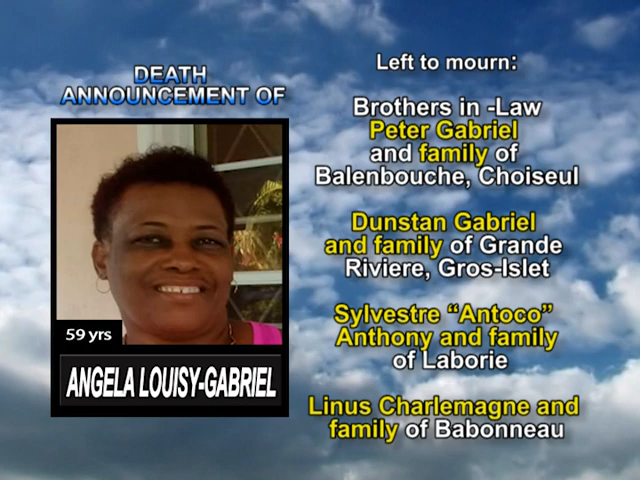 DEATH
ANNOUNCEMENT OF
59 yrs
ANGELA LOUISY-GABRIEL
Left to mourn:
Brothers in -Law
Peter Gabriel
and family of
Balenbouche, Choiseul
Dunstan Gabriel
and family of Grande
Riviere, Gros-Islet
Sylvestre “Antoco”
Anthony and family
of Laborie
Linus Charlemagne and
family of Babonneau